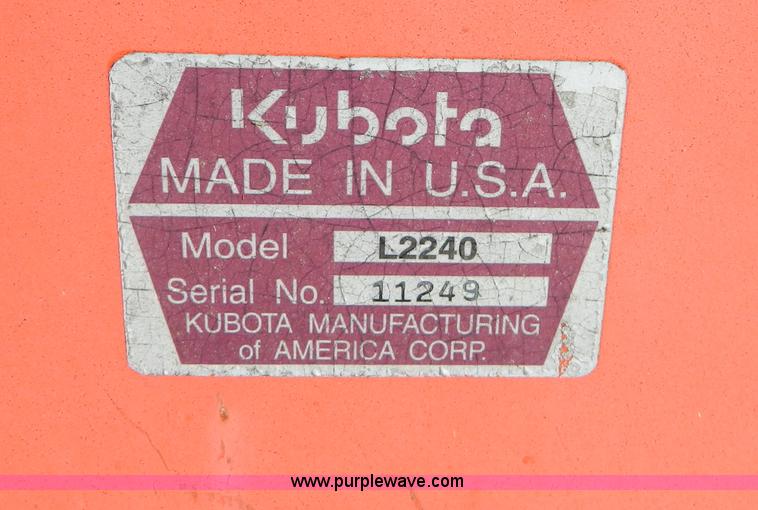 Kubota
MADE IN U.S.A.
Model L2240
Serial No. 11249
KUBOTA MANUFACTURING
of AMERICA CORP.
www.purplewave.com